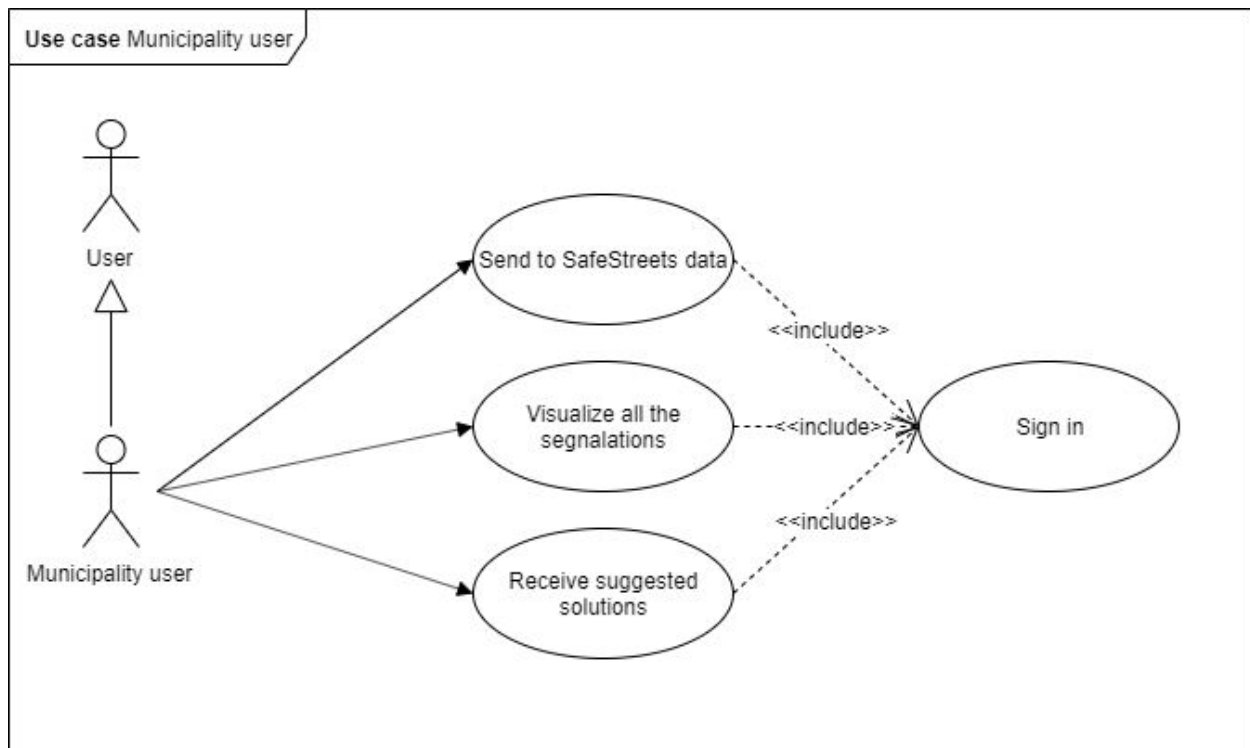 Use case Municipality user
User
Send to SafeStreets data
<<include>>
Visualize all the
segnalations
<<include>>
Sign in
<<include>>
Municipality user
Receive suggested
solutions